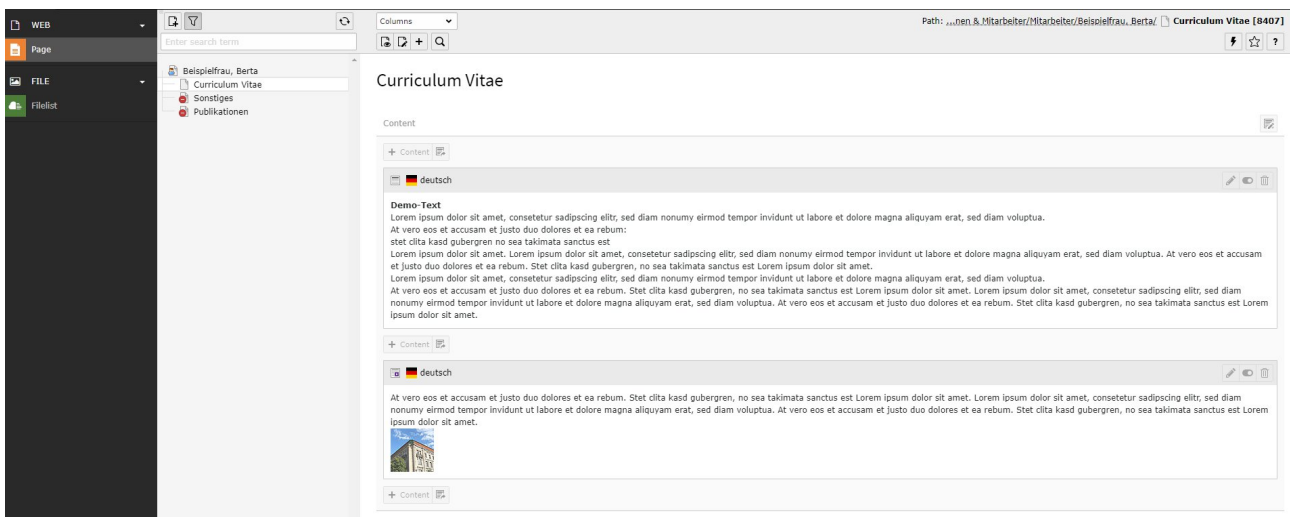 WEB
Page
FILE
Filelist
Enter search term
Beispielfrau, Berta
Curriculum Vitae
Sonstiges
Publikationen
Columns
Path: ...nen & Mitarbeiter/Mitarbeiter/Beispielfrau, Berta/ Curriculum Vitae [8407]
?
Curriculum Vitae
Content
+ Content
deutsch
Demo-Text
Lorem ipsum dolor sit amet, consetetur sadipscing elitr, sed diam nonumy eirmod tempor invidunt ut labore et dolore magna aliquyam erat, sed diam voluptua.
At vero eos et accusam et justo duo dolores et ea rebum:
stet clita kasd gubergren no sea takimata sanctus est
Lorem ipsum dolor sit amet. Lorem ipsum dolor sit amet, consetetur sadipscing elitr, sed diam nonumy eirmod tempor invidunt ut labore et dolore magna aliquyam erat, sed diam voluptua. At vero eos et accusam
et justo duo dolores et ea rebum. Stet clita kasd gubergren, no sea takimata sanctus est Lorem ipsum dolor sit amet.
Lorem ipsum dolor sit amet, consetetur sadipscing elitr, sed diam nonumy eirmod tempor invidunt ut labore et dolore magna aliquyam erat, sed diam voluptua.
At vero eos et accusam et justo duo dolores et ea rebum. Stet clita kasd gubergren, no sea takimata sanctus est Lorem ipsum dolor sit amet. Lorem ipsum dolor sit amet, consetetur sadipscing elitr, sed diam
nonumy eirmod tempor invidunt ut labore et dolore magna aliquyam erat, sed diam voluptua. At vero eos et accusam et justo duo dolores et ea rebum. Stet clita kasd gubergren, no sea takimata sanctus est Lorem
ipsum dolor sit amet.
+ Content
deutsch
At vero eos et accusam et justo duo dolores et ea rebum. Stet clita kasd gubergren, no sea takimata sanctus est Lorem ipsum dolor sit amet. Lorem ipsum dolor sit amet, consetetur sadipscing elitr, sed diam
nonumy eirmod tempor invidunt ut labore et dolore magna aliquyam erat, sed diam voluptua. At vero eos et accusam et justo duo dolores et ea rebum. Stet clita kasd gubergren, no sea takimata sanctus est Lorem
ipsum dolor sit amet.
+ Content